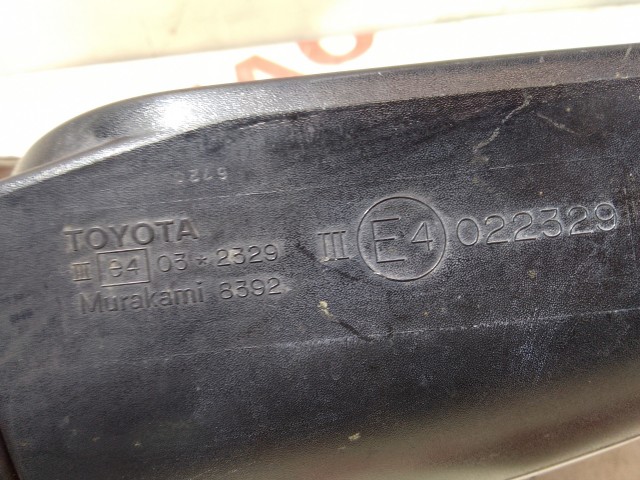 TOYOTA
III e4 03*2329
Murakami 8392
III E4 022329